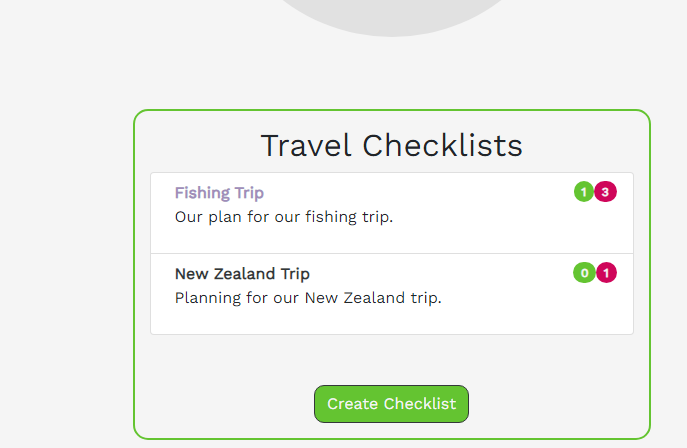 Travel Checklists
Fishing Trip 1 3
Our plan for our fishing trip.
New Zealand Trip 0 1
Planning for our New Zealand trip.
Create Checklist